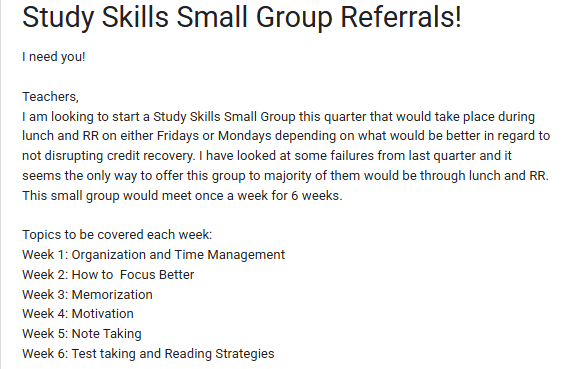 Study Skills Small Group Referrals!
I need you!
Teachers,
I am looking to start a Study Skills Small Group this quarter that would take place during
lunch and RR on either Fridays or Mondays depending on what would be better in regard to
not disrupting credit recovery. I have looked at some failures from last quarter and it
seems the only way to offer this group to majority of them would be through lunch and RR.
This small group would meet once a week for 6 weeks.
Topics to be covered each week:
Week 1: Organization and Time Management
Week 2: How to  Focus Better
Week 3: Memorization
Week 4: Motivation
Week 5: Note Taking
Week 6: Test taking and Reading Strategies